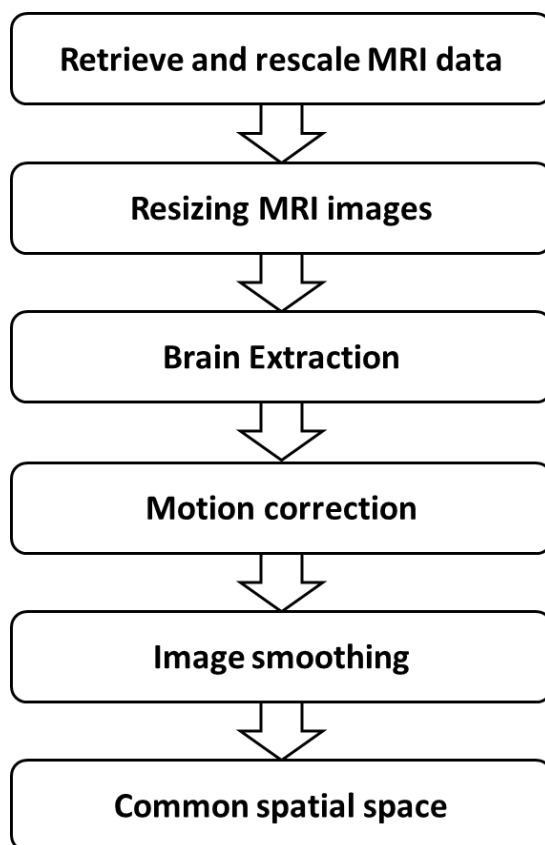 Retrieve and rescale MRI data
Resizing MRI images
Brain Extraction
Motion correction
Image smoothing
Common spatial space